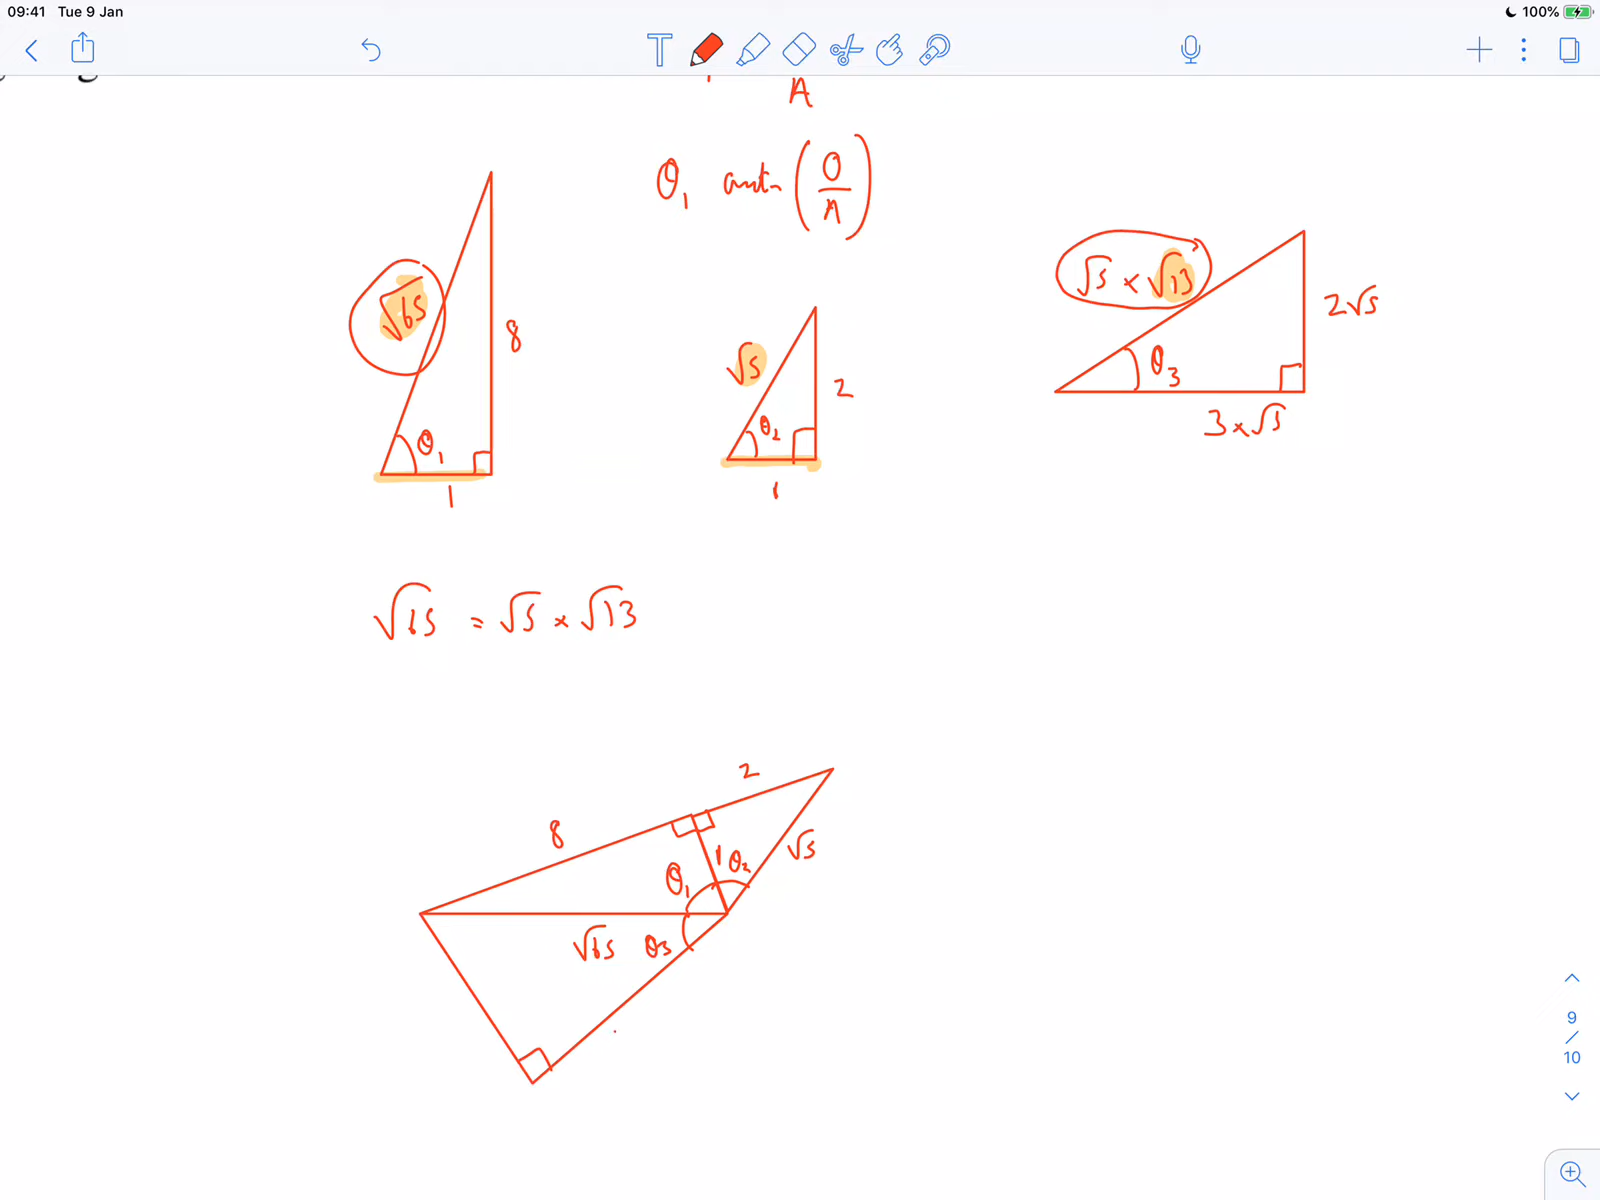 09:41 Tue 9 Jan
100%
T
A
θ₁ (O/A)
√65
8
θ₁
1
√5
2
θ₂
1
√5 × √13
2√5
θ₃
3×√5
√65 = √5 × √13
2
8
√5
θ₁ 1 θ₂
√65 θ₃
9
/
10